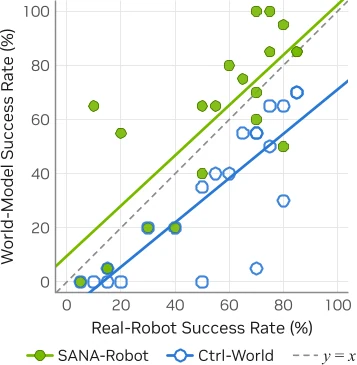 World-Model Success Rate (%)
100
80
60
40
20
0
0 20 40 60 80 100
Real-Robot Success Rate (%)
SANA-Robot Ctrl-World y = x